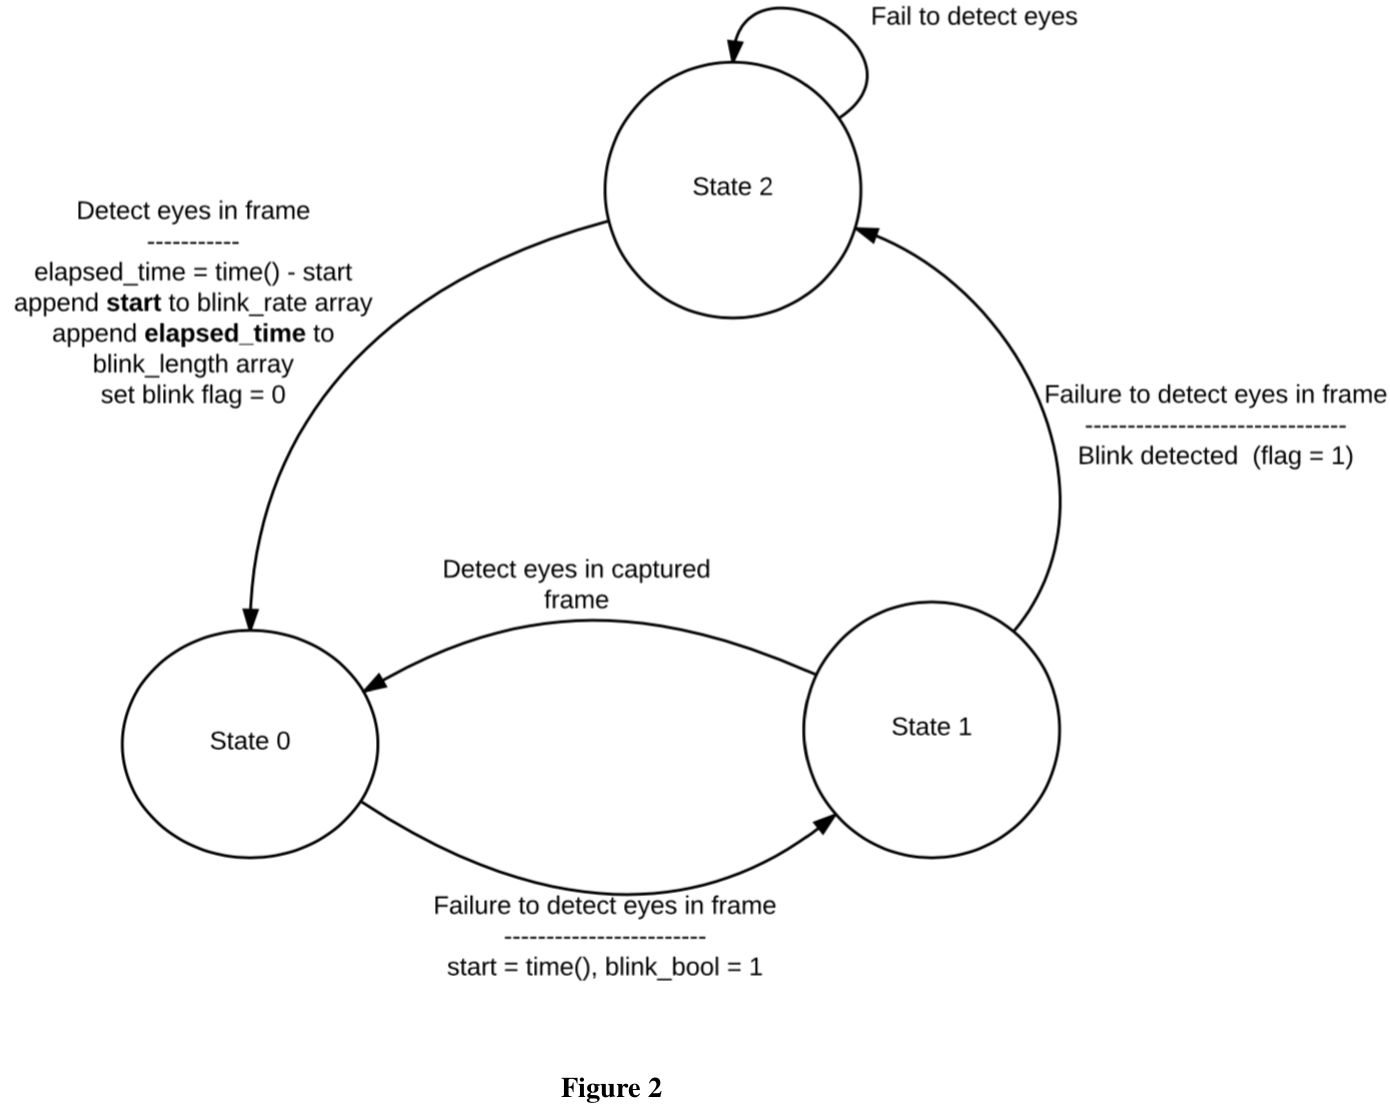 Fail to detect eyes
State 2
Detect eyes in frame
-----------
elapsed_time = time() - start
append start to blink_rate array
append elapsed_time to
blink_length array
set blink flag = 0
Failure to detect eyes in frame
-------------------------------
Blink detected  (flag = 1)
Detect eyes in captured
frame
State 0
State 1
Failure to detect eyes in frame
------------------------
start = time(), blink_bool = 1
Figure 2